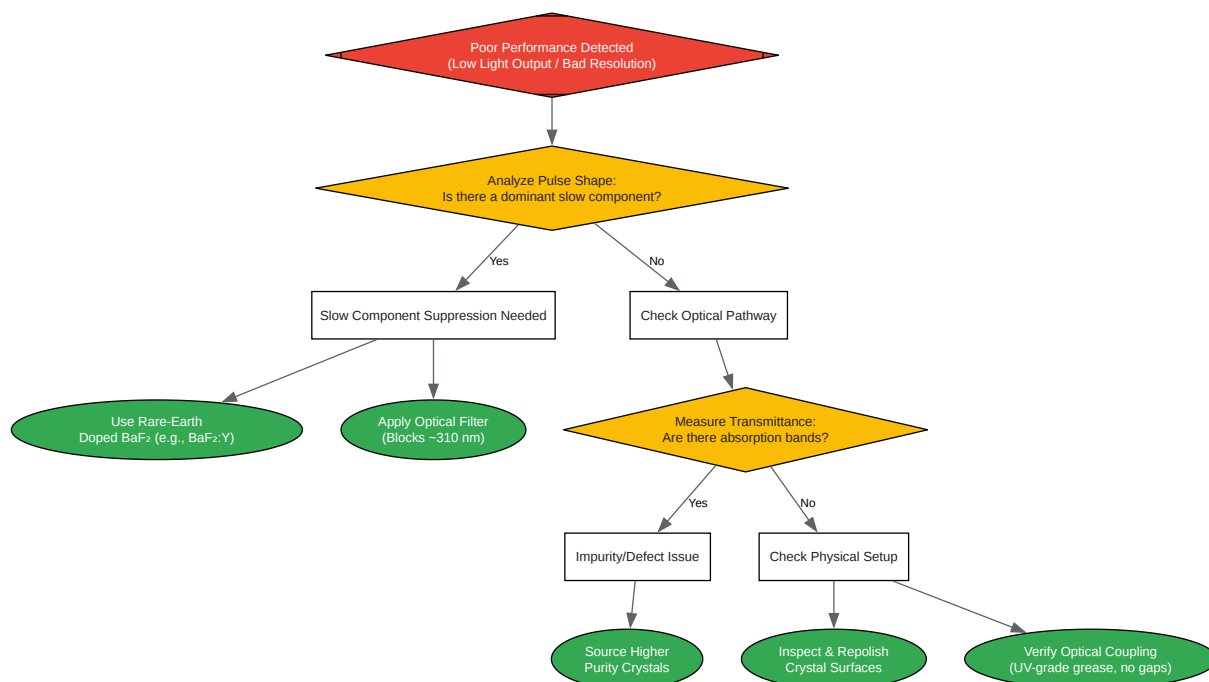 Poor Performance Detected
(Low Light Output / Bad Resolution)
Analyze Pulse Shape:
Is there a dominant slow component?
Yes
No
Slow Component Suppression Needed
Check Optical Pathway
Use Rare-Earth
Doped BaF₂ (e.g., BaF₂:Y)
Apply Optical Filter
(Blocks ~310 nm)
Measure Transmittance:
Are there absorption bands?
Yes
No
Impurity/Defect Issue
Check Physical Setup
Source Higher
Purity Crystals
Inspect & Repolish
Crystal Surfaces
Verify Optical Coupling
(UV-grade grease, no gaps)